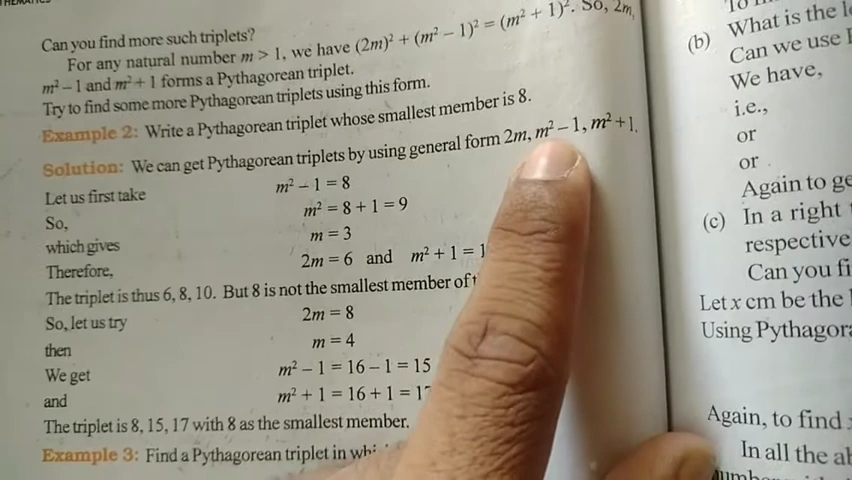 Can you find more such triplets?
For any natural number m > 1, we have (2m)² + (m² – 1)² = (m² + 1)². So, 2m,
m² – 1 and m² + 1 forms a Pythagorean triplet.
Try to find some more Pythagorean triplets using this form.
Example 2: Write a Pythagorean triplet whose smallest member is 8.
Solution: We can get Pythagorean triplets by using general form 2m, m² – 1, m² + 1.
Let us first take m² – 1 = 8
So, m² = 8 + 1 = 9
which gives m = 3
Therefore, 2m = 6 and m² + 1 = 1
The triplet is thus 6, 8, 10. But 8 is not the smallest member of
So, let us try 2m = 8
then m = 4
We get m² – 1 = 16 – 1 = 15
and m² + 1 = 16 + 1 = 17
The triplet is 8, 15, 17 with 8 as the smallest member.
Example 3: Find a Pythagorean triplet in
(b) What is the
Can we use
We have,
i.e.,
or
or
Again to
(c) In a right
respective
Can you
Let x cm be the
Using
Again, to find
In all the